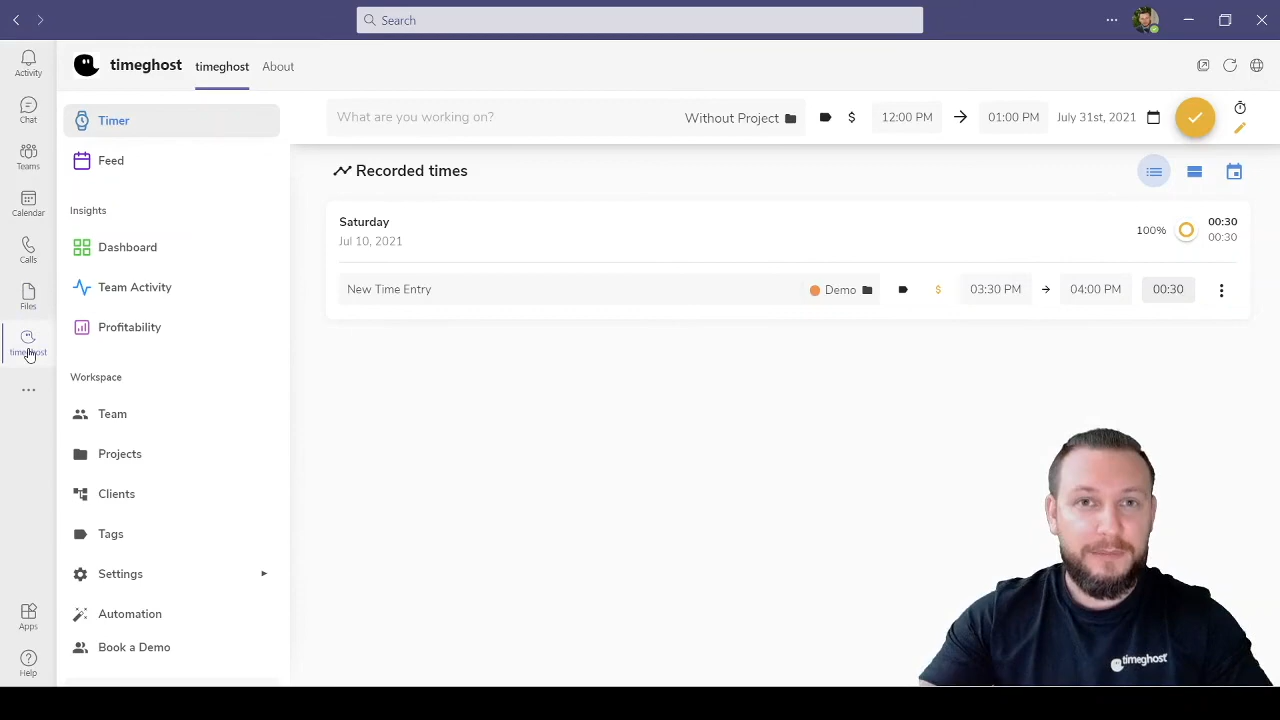 Search
Activity
Chat
Teams
Calendar
Calls
Files
timeghost
Apps
Help
timeghost
timeghost
About
Timer
Feed
Insights
Dashboard
Team Activity
Profitability
Workspace
Team
Projects
Clients
Tags
Settings
Automation
Book a Demo
What are you working on?
Without Project
$
12:00 PM
01:00 PM
July 31st, 2021
Recorded times
Saturday
Jul 10, 2021
100%
00:30
00:30
New Time Entry
Demo
$
03:30 PM
04:00 PM
00:30
timeghost